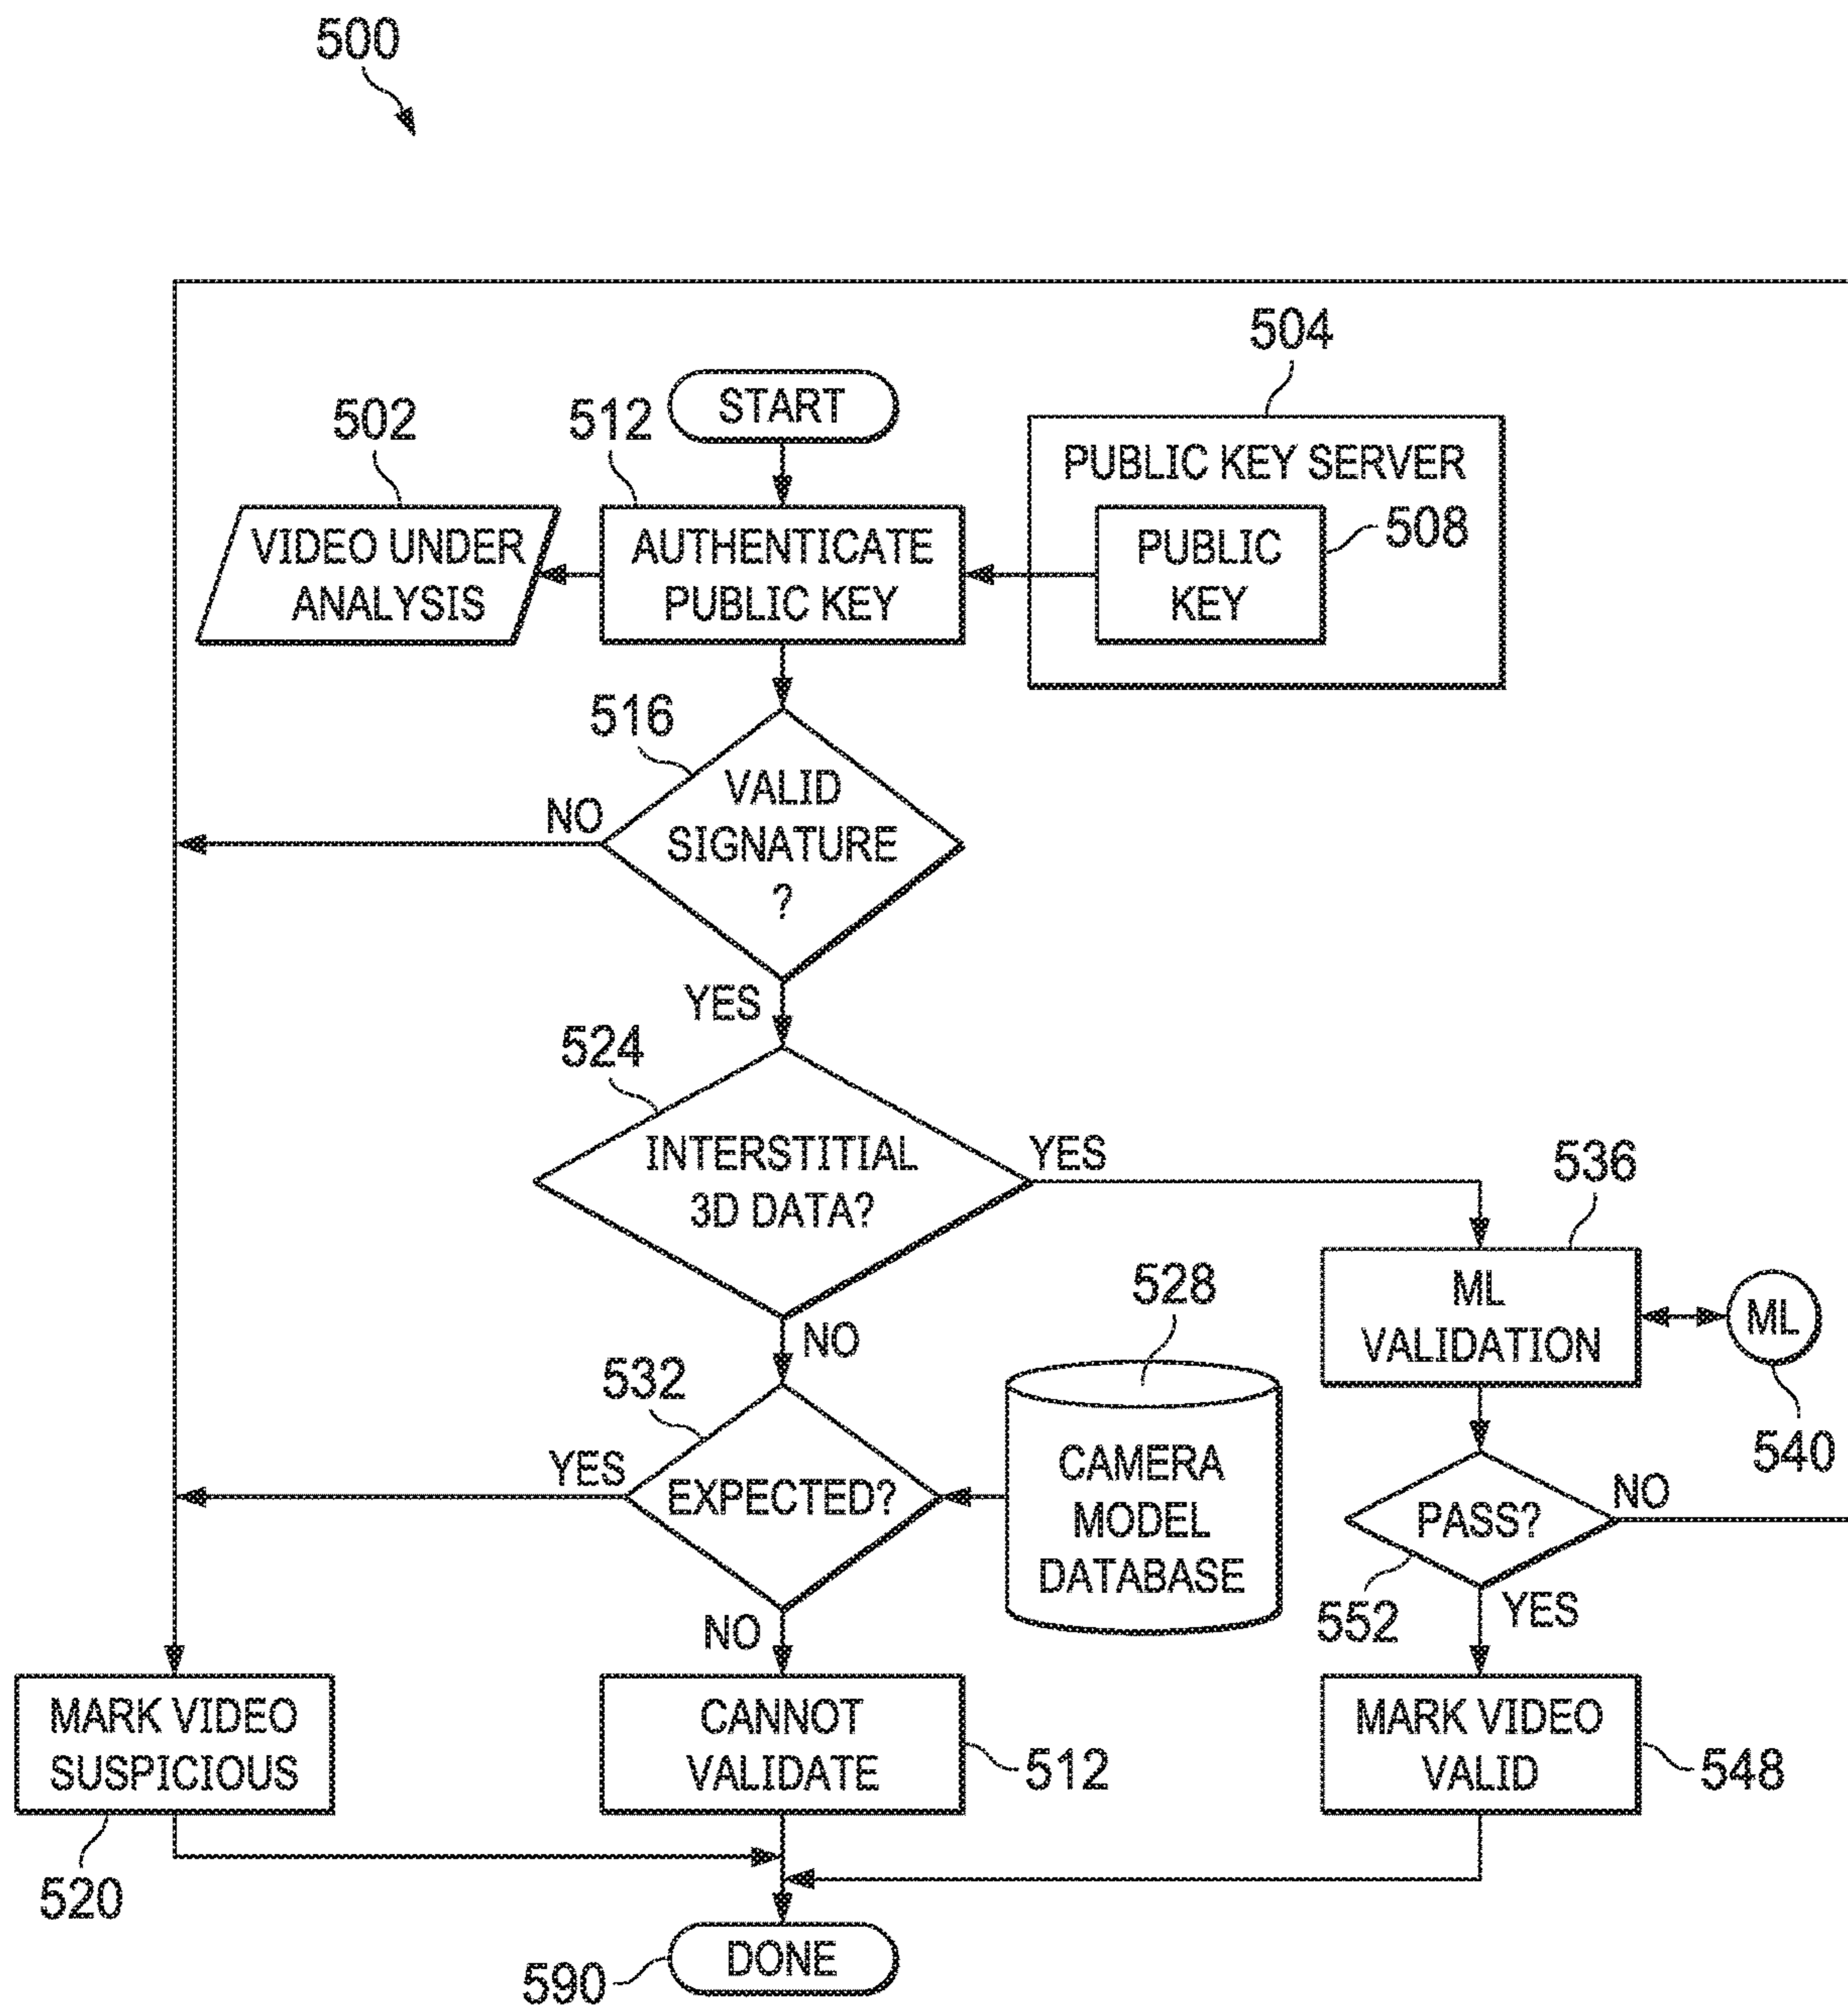 500
504
START
502
512
PUBLIC KEY SERVER
VIDEO UNDER
ANALYSIS
AUTHENTICATE
PUBLIC KEY
PUBLIC
KEY
508
516
VALID
SIGNATURE
?
NO
YES
524
INTERSTITIAL
3D DATA?
YES
536
NO
528
ML
VALIDATION
ML
532
540
YES
EXPECTED?
CAMERA
MODEL
DATABASE
PASS?
NO
552
YES
NO
MARK VIDEO
SUSPICIOUS
CANNOT
VALIDATE
512
MARK VIDEO
VALID
548
520
590
DONE